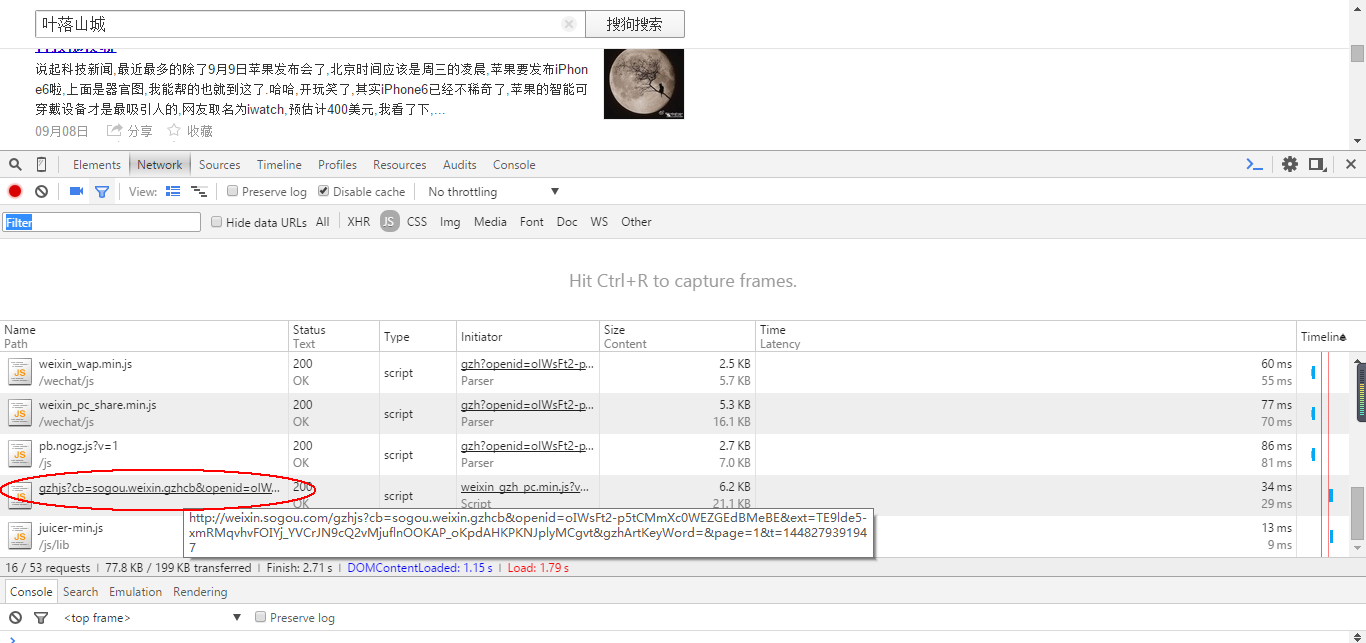 叶落山城
搜狗搜索
说起科技新闻,最近最多的除了9月9日苹果发布会了,北京时间应该是周三的凌晨,苹果要发布iPhon
e6啦,上面是器官图,我能帮的也就到这了.哈哈,开玩笑了,其实iPhone6已经不稀奇了,苹果的智能可
穿戴设备才是最吸引人的,网友取名为iwatch,预估计400美元,我看了下,...
09月08日 分享 收藏
Elements Network Sources Timeline Profiles Resources Audits Console
View: Preserve log Disable cache No throttling
Filter Hide data URLs All XHR JS CSS Img Media Font Doc WS Other
Hit Ctrl+R to capture frames.
Name Status Type Initiator Size Time Timeline
Path Text Content Latency
weixin_wap.min.js 200 script gzh?openid=oIWsFt2-p... 2.5 KB 60 ms
/wechat/js OK Parser 5.7 KB 55 ms
weixin_pc_share.min.js 200 script gzh?openid=oIWsFt2-p... 5.3 KB 77 ms
/wechat/js OK Parser 16.1 KB 70 ms
pb.nogz.js?v=1 200 script gzh?openid=oIWsFt2-p... 2.7 KB 86 ms
/js OK Parser 7.0 KB 81 ms
gzhjs?cb=sogou.weixin.gzhcb&openid=oIW... 200 script weixin_gzh_pc.min.js?v... 6.2 KB 34 ms
OK Script 21.1 KB 29 ms
http://weixin.sogou.com/gzhjs?cb=sogou.weixin.gzhcb&openid=oIWsFt2-p5tCMmXc0WEZGEdBMeBE&ext=TE9lde5-
xmRMqvhvFOIYj_YVCrJN9cQ2vMjuflnOOKAP_oKpdAHKPKNJplyMCgvt&gzhArtKeyWord=&page=1&t=144827939194
7
juicer-min.js 13 ms
/js/lib 9 ms
16 / 53 requests | 77.8 KB / 199 KB transferred | Finish: 2.71 s | DOMContentLoaded: 1.15 s | Load: 1.79 s
Console Search Emulation Rendering
<top frame> Preserve log